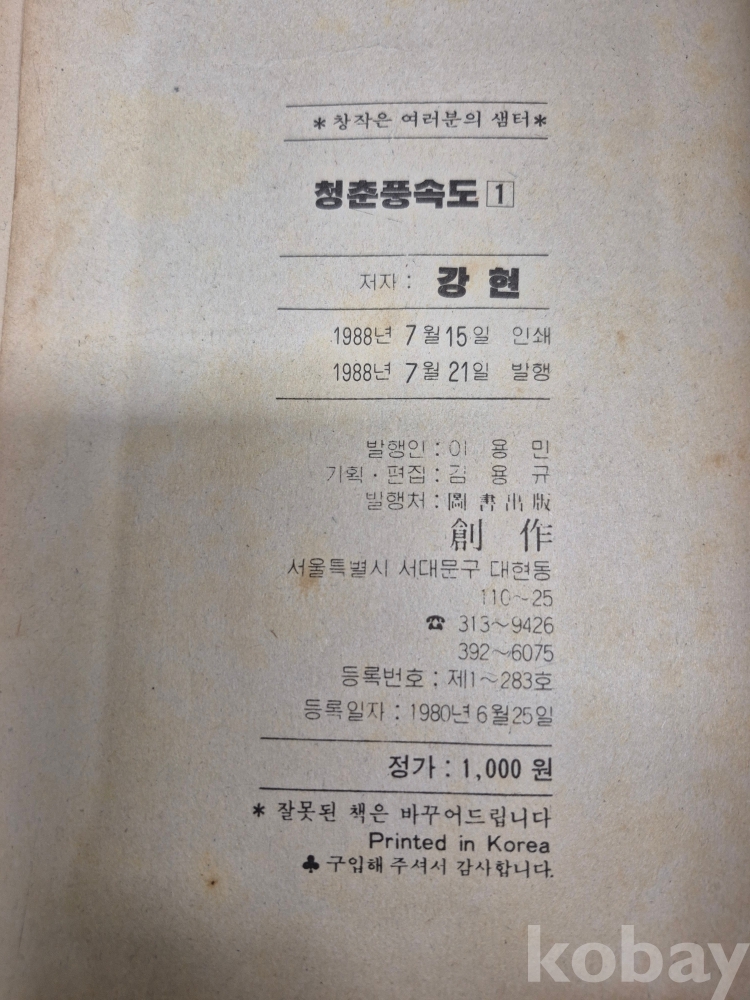 *창작은 여러분의 샘터*
청춘풍속도 1
저자 : 강 현
1988년 7월 15일 인쇄
1988년 7월 21일 발행
발행인 : 이 용 민
기획 · 편집 : 김 용 규
발행처 : 圖書出版
創 作
서울특별시 서대문구 대현동
110~25
☎ 313~9426
392~6075
등록번호 : 제1~283호
등록일자 : 1980년 6월 25일
정가 : 1,000 원
* 잘못된 책은 바꾸어드립니다
Printed in Korea
♣ 구입해 주셔서 감사합니다.
kobay